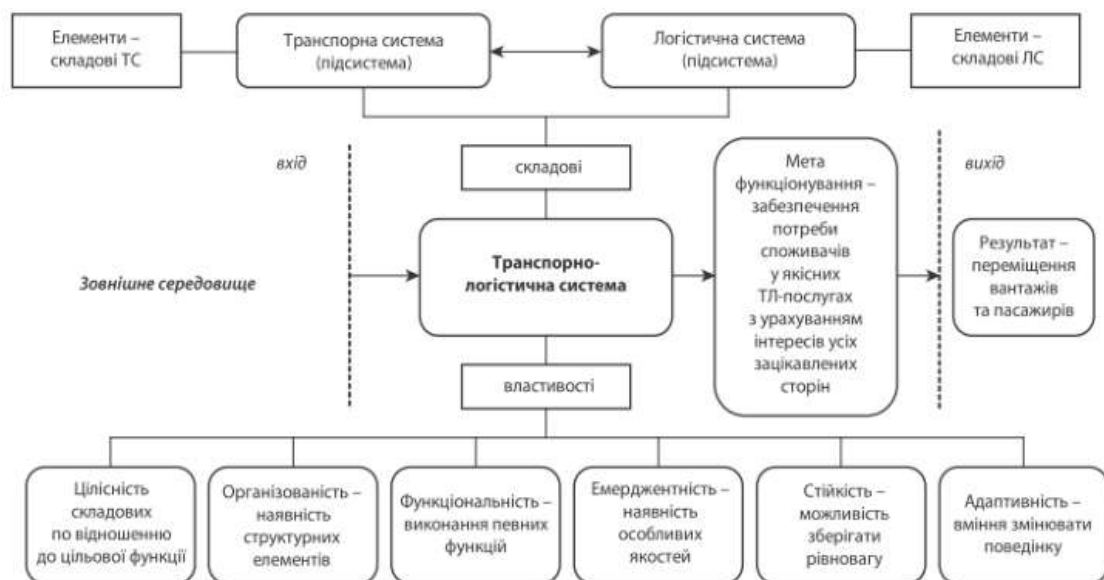 Елементи –
складові ТС
Транспорна система
(підсистема)
Логістична система
(підсистема)
Елементи –
складові ЛС
вхід
складові
Мета
функціонування –
забезпечення
потреби
споживачів
у якісних
ТЛ-послугах
з урахуванням
інтересів усіх
зацікавлених
сторін
вихід
Зовнішнє середовище
Транспорно-
логістична система
Результат –
переміщення
вантажів
та пасажирів
властивості
Цілісність
складових
по відношенню
до цільової функції
Організованість –
наявність
структурних
елементів
Функціональність –
виконання певних
функцій
Емерджентність –
наявність
особливих
якостей
Стійкість –
можливість
зберігати
рівновагу
Адаптивність –
вміння змінювати
поведінку